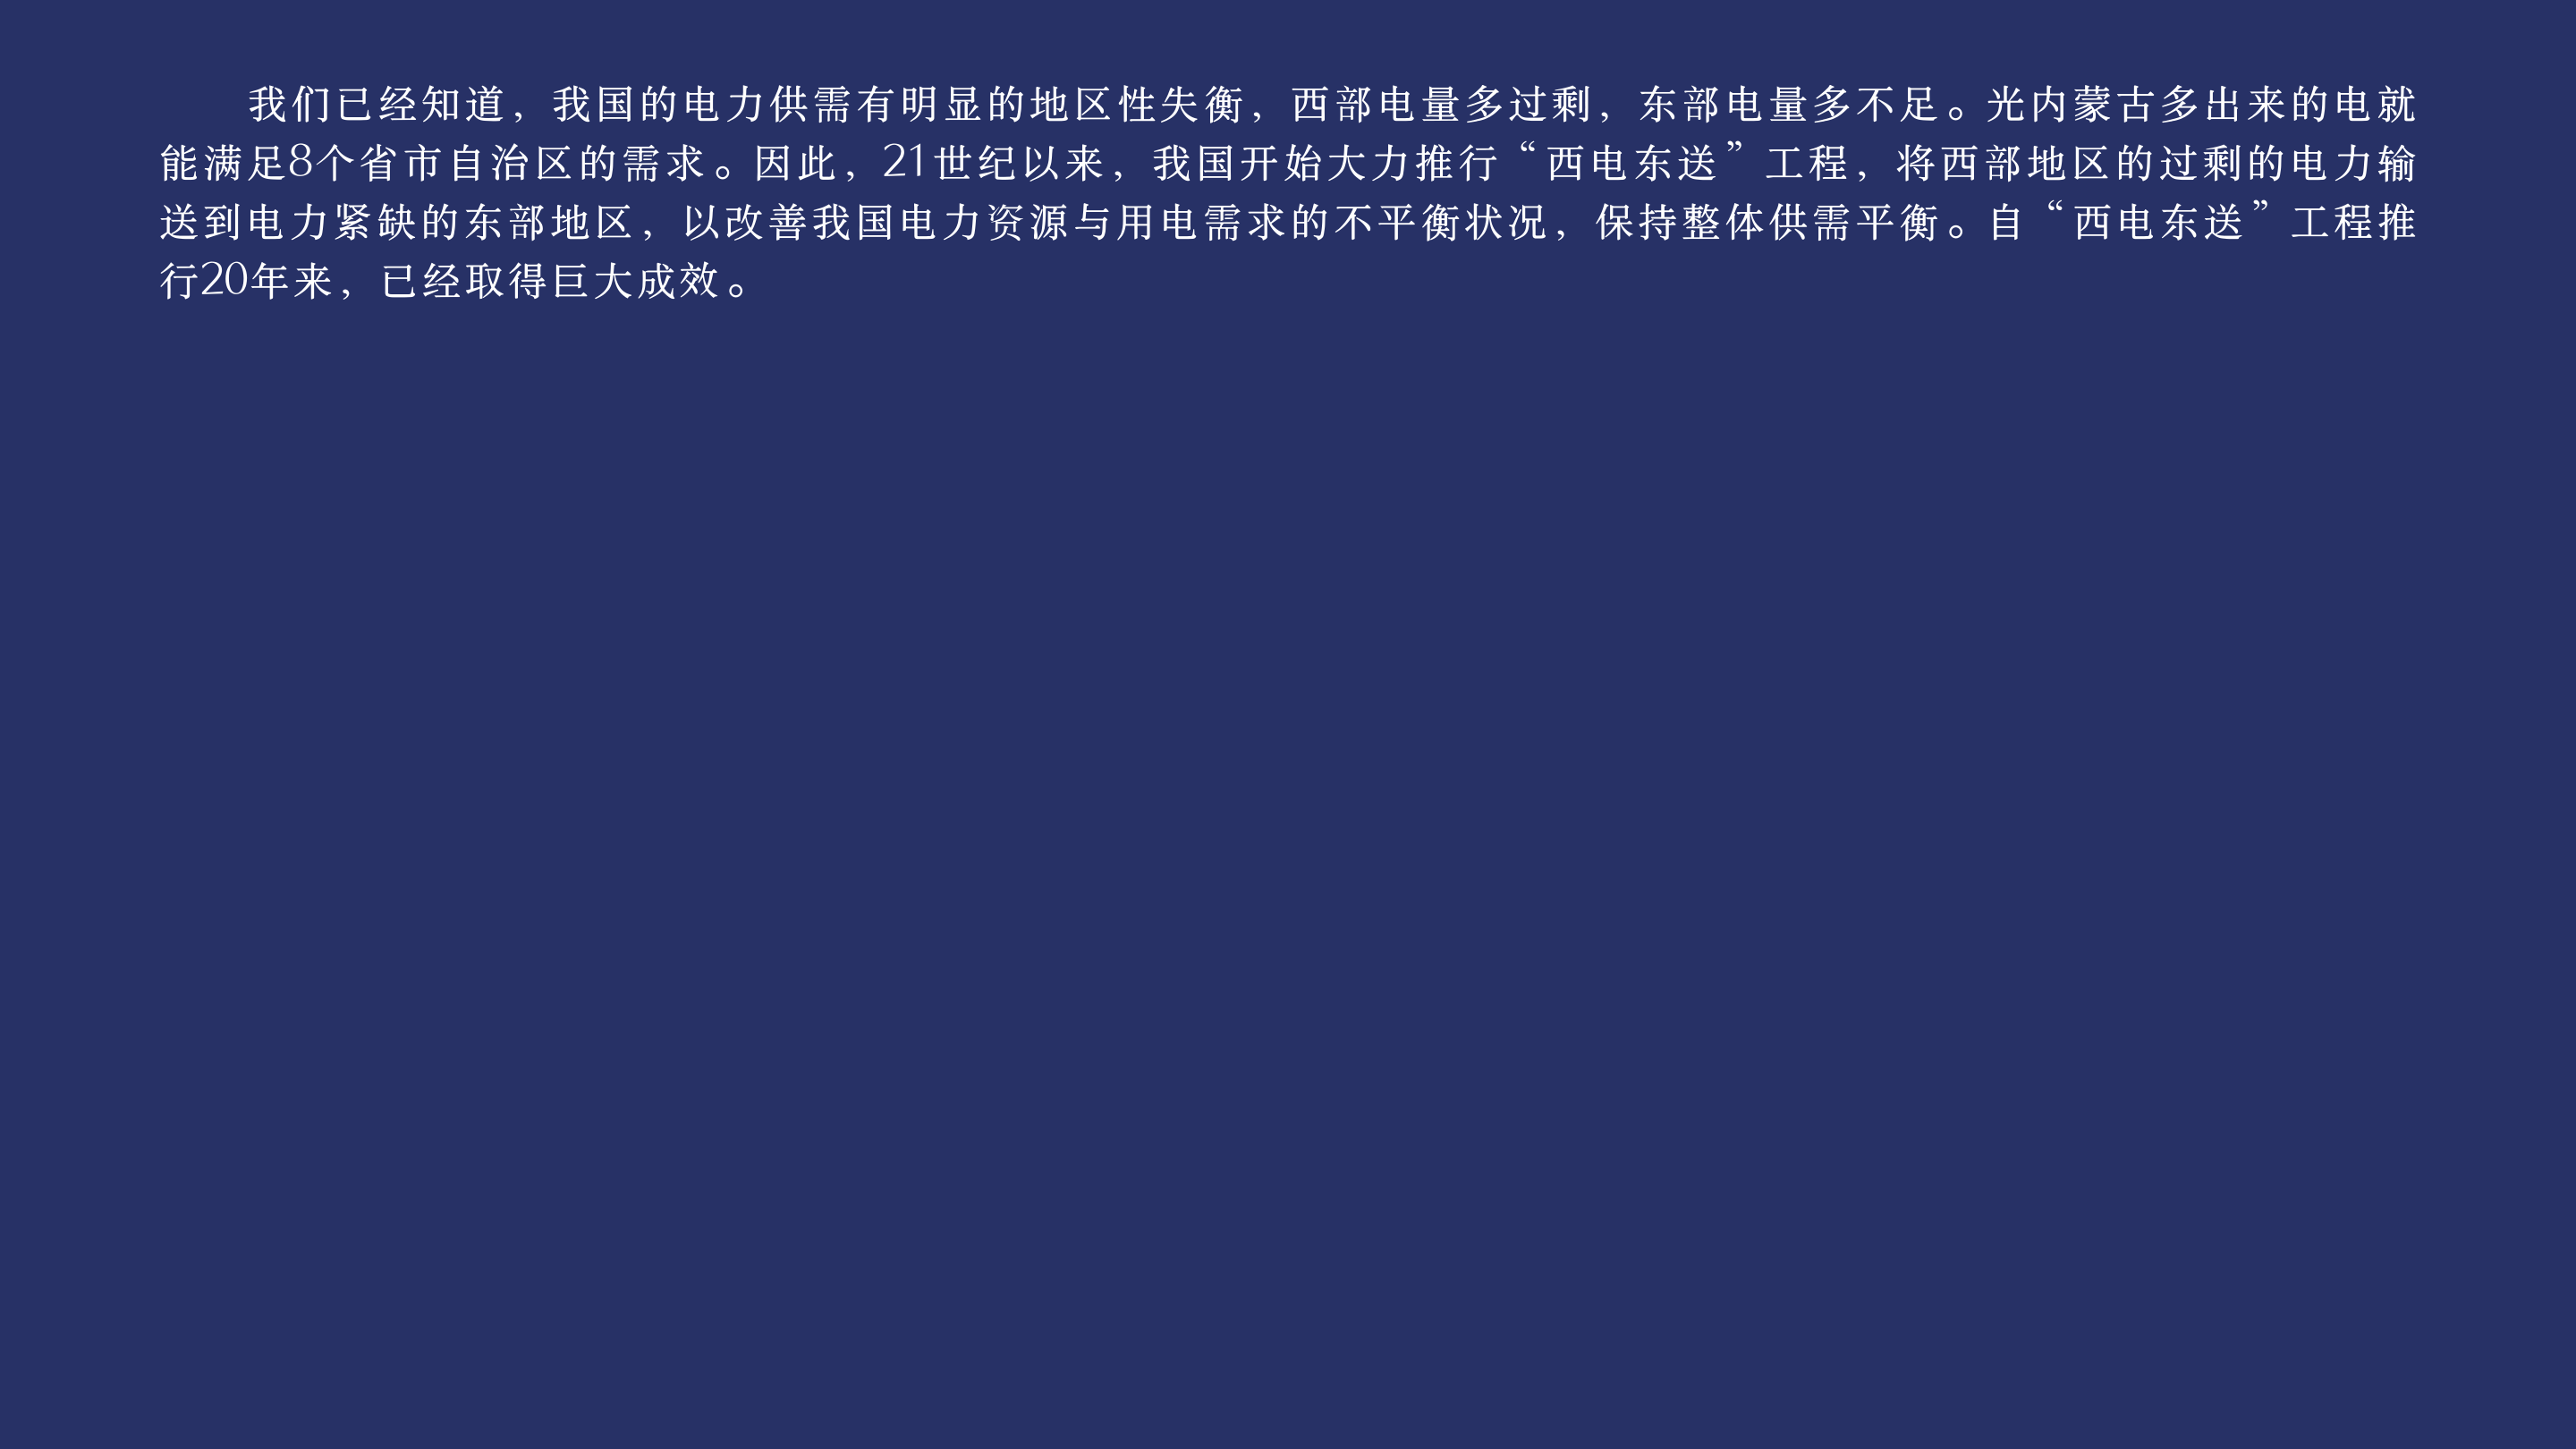 我们已经知道，我国的电力供需有明显的地区性失衡，西部电量多过剩，东部电量多不足。光内蒙古多出来的电就
能满足8个省市自治区的需求。因此，21世纪以来，我国开始大力推行“西电东送”工程，将西部地区的过剩的电力输
送到电力紧缺的东部地区，以改善我国电力资源与用电需求的不平衡状况，保持整体供需平衡。自“西电东送”工程推
行20年来，已经取得巨大成效。